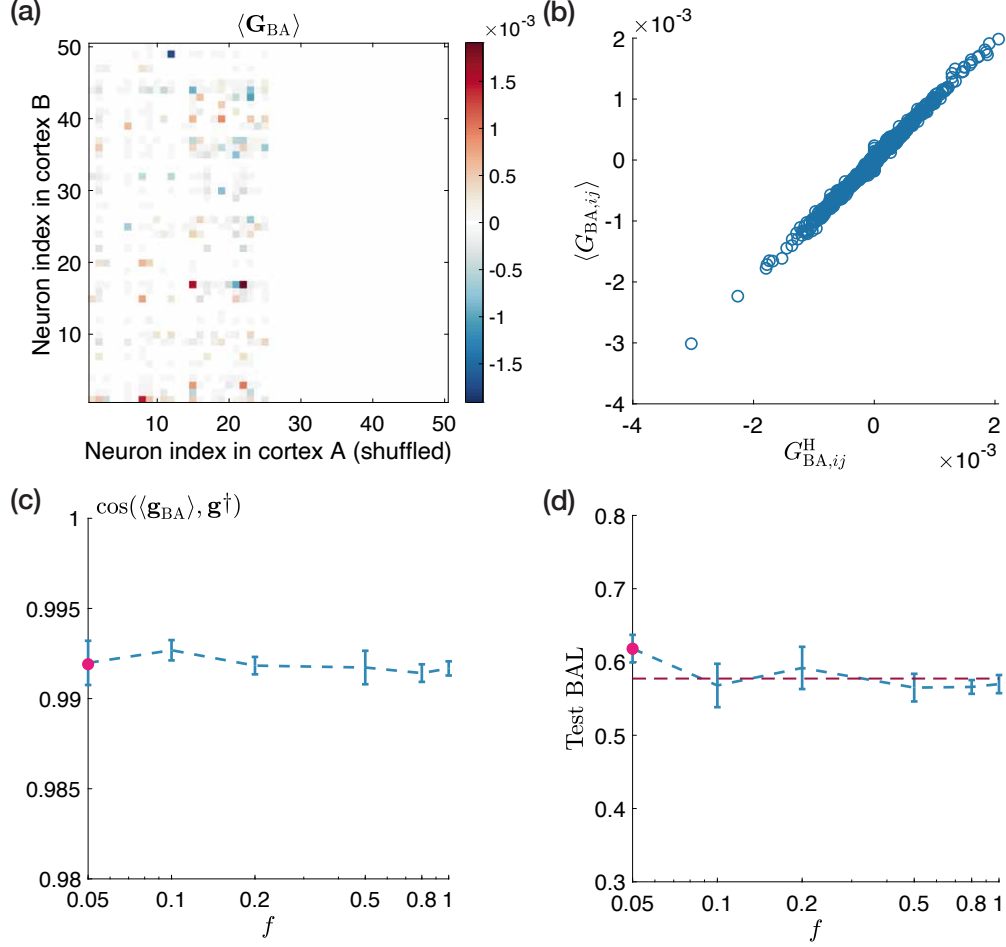 (a)
⟨G_BA⟩
×10^-3
Neuron index in cortex B
50
40
30
20
10
10 20 30 40 50
Neuron index in cortex A (shuffled)
1.5
1
0.5
0
-0.5
-1
-1.5
(b)
×10^-3
⟨G_BA,ij⟩
2
1
0
-1
-2
-3
-4
-4 -2 0 2
G^H_BA,ij
×10^-3
(c)
cos(⟨g_BA⟩, g†)
1
0.995
0.99
0.985
0.98
0.05 0.1 0.2 0.5 0.8 1
f
(d)
Test BAL
0.8
0.7
0.6
0.5
0.4
0.3
0.05 0.1 0.2 0.5 0.8 1
f